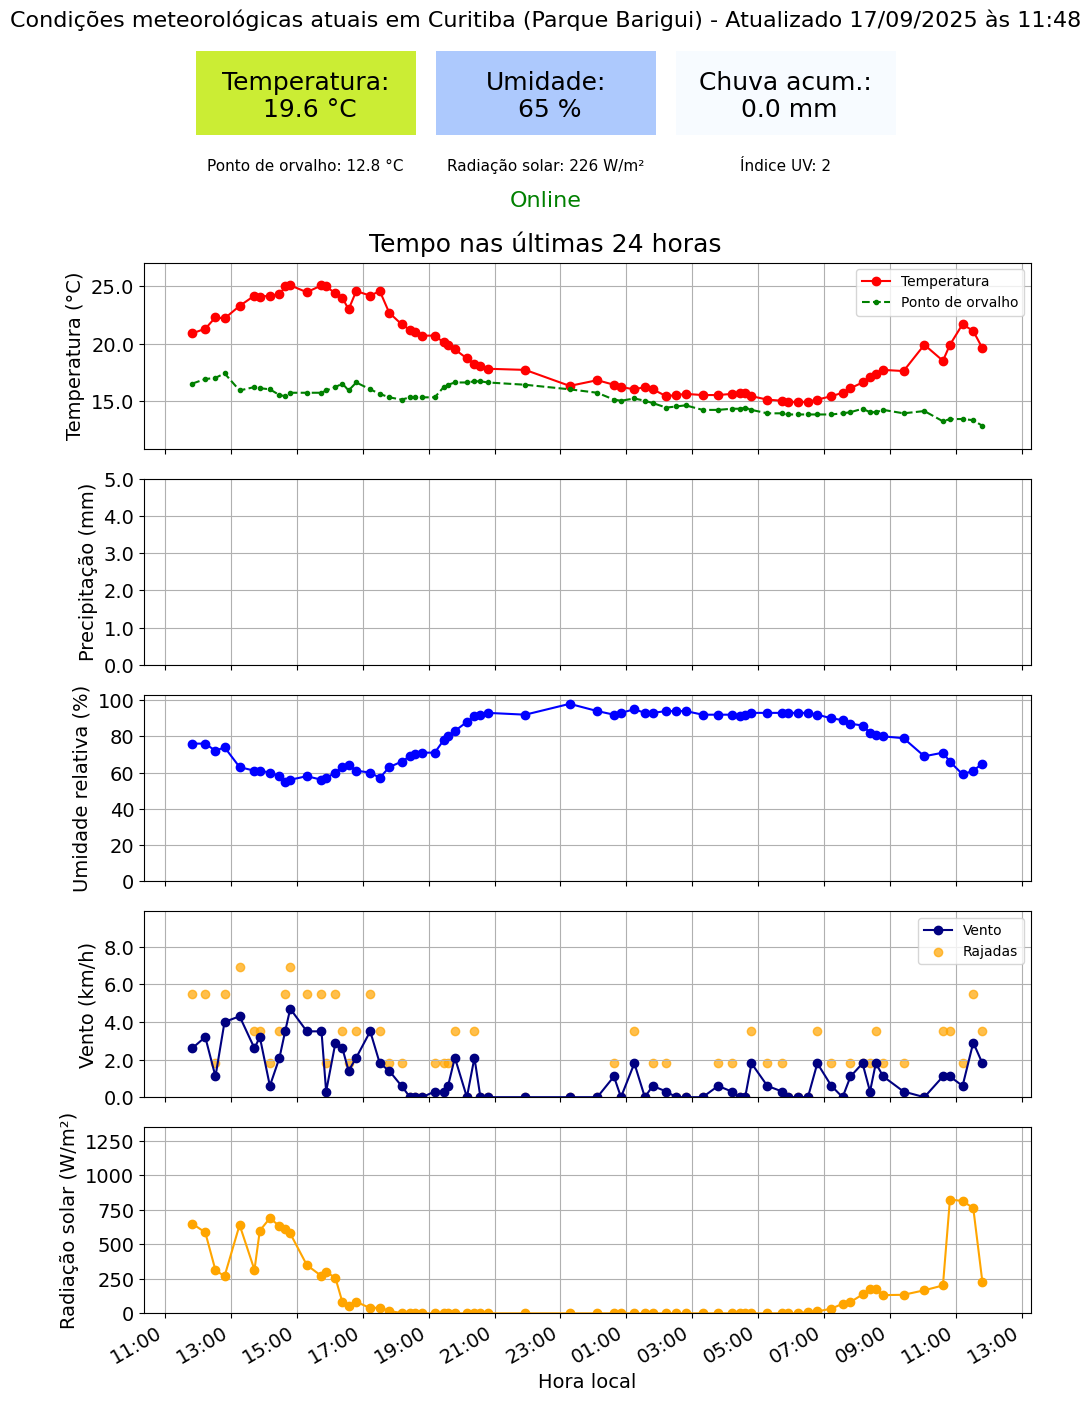 Condições meteorológicas atuais em Curitiba (Parque Barigui) - Atualizado 17/09/2025 às 11:48
Temperatura:
19.6 °C
Umidade:
65 %
Chuva acum.:
0.0 mm
Ponto de orvalho: 12.8 °C
Radiação solar: 226 W/m²
Índice UV: 2
Online
Tempo nas últimas 24 horas
Temperatura (°C)
25.0
20.0
15.0
Temperatura
Ponto de orvalho
Precipitação (mm)
5.0
4.0
3.0
2.0
1.0
0.0
Umidade relativa (%)
100
80
60
40
20
0
Vento (km/h)
8.0
6.0
4.0
2.0
0.0
Vento
Rajadas
Radiação solar (W/m²)
1250
1000
750
500
250
0
11:00
13:00
15:00
17:00
19:00
21:00
23:00
01:00
03:00
05:00
07:00
09:00
11:00
13:00
Hora local